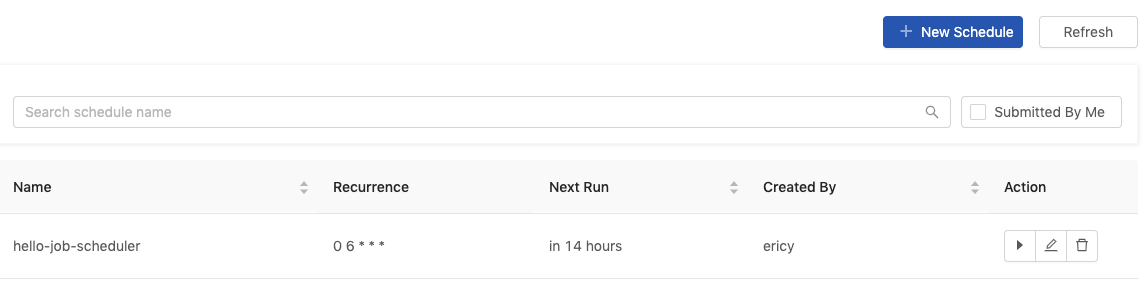 + New Schedule Refresh
Search schedule name Submitted By Me
Name Recurrence Next Run Created By Action
hello-job-scheduler 0 6 * * * in 14 hours ericy